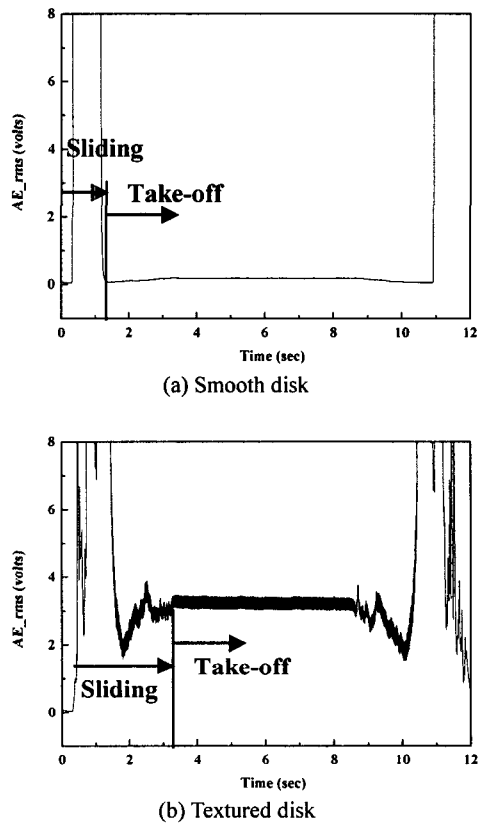 8
6
4
2
0
AE_rms (volts)
Sliding
Take-off
0 2 4 6 8 10 12
Time (sec)
(a) Smooth disk
8
6
4
2
0
AE_rms (volts)
Sliding
Take-off
0 2 4 6 8 10 12
Time (sec)
(b) Textured disk